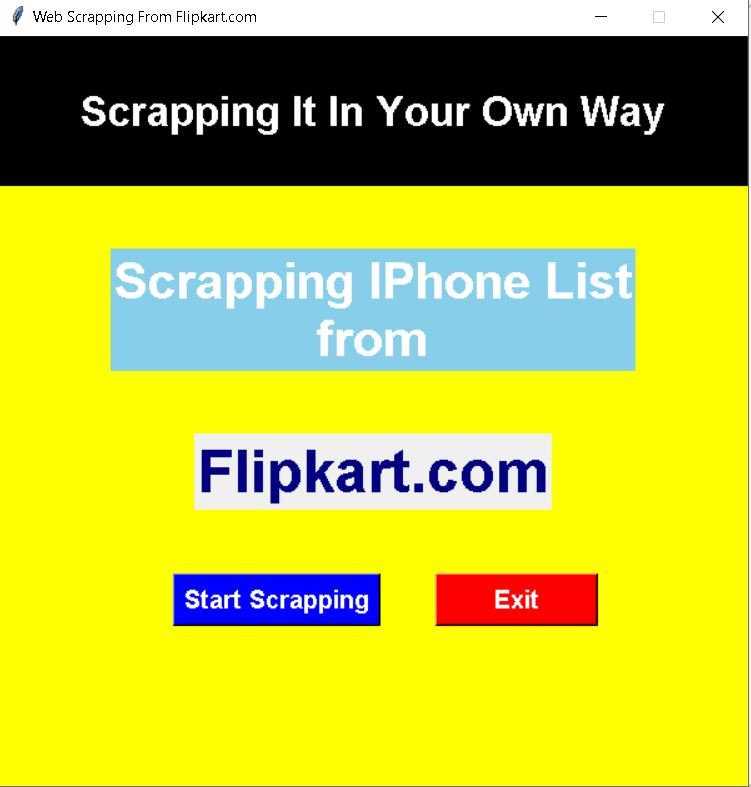 Web Scrapping From Flipkart.com
Scrapping It In Your Own Way
Scrapping IPhone List
from
Flipkart.com
Start Scrapping
Exit